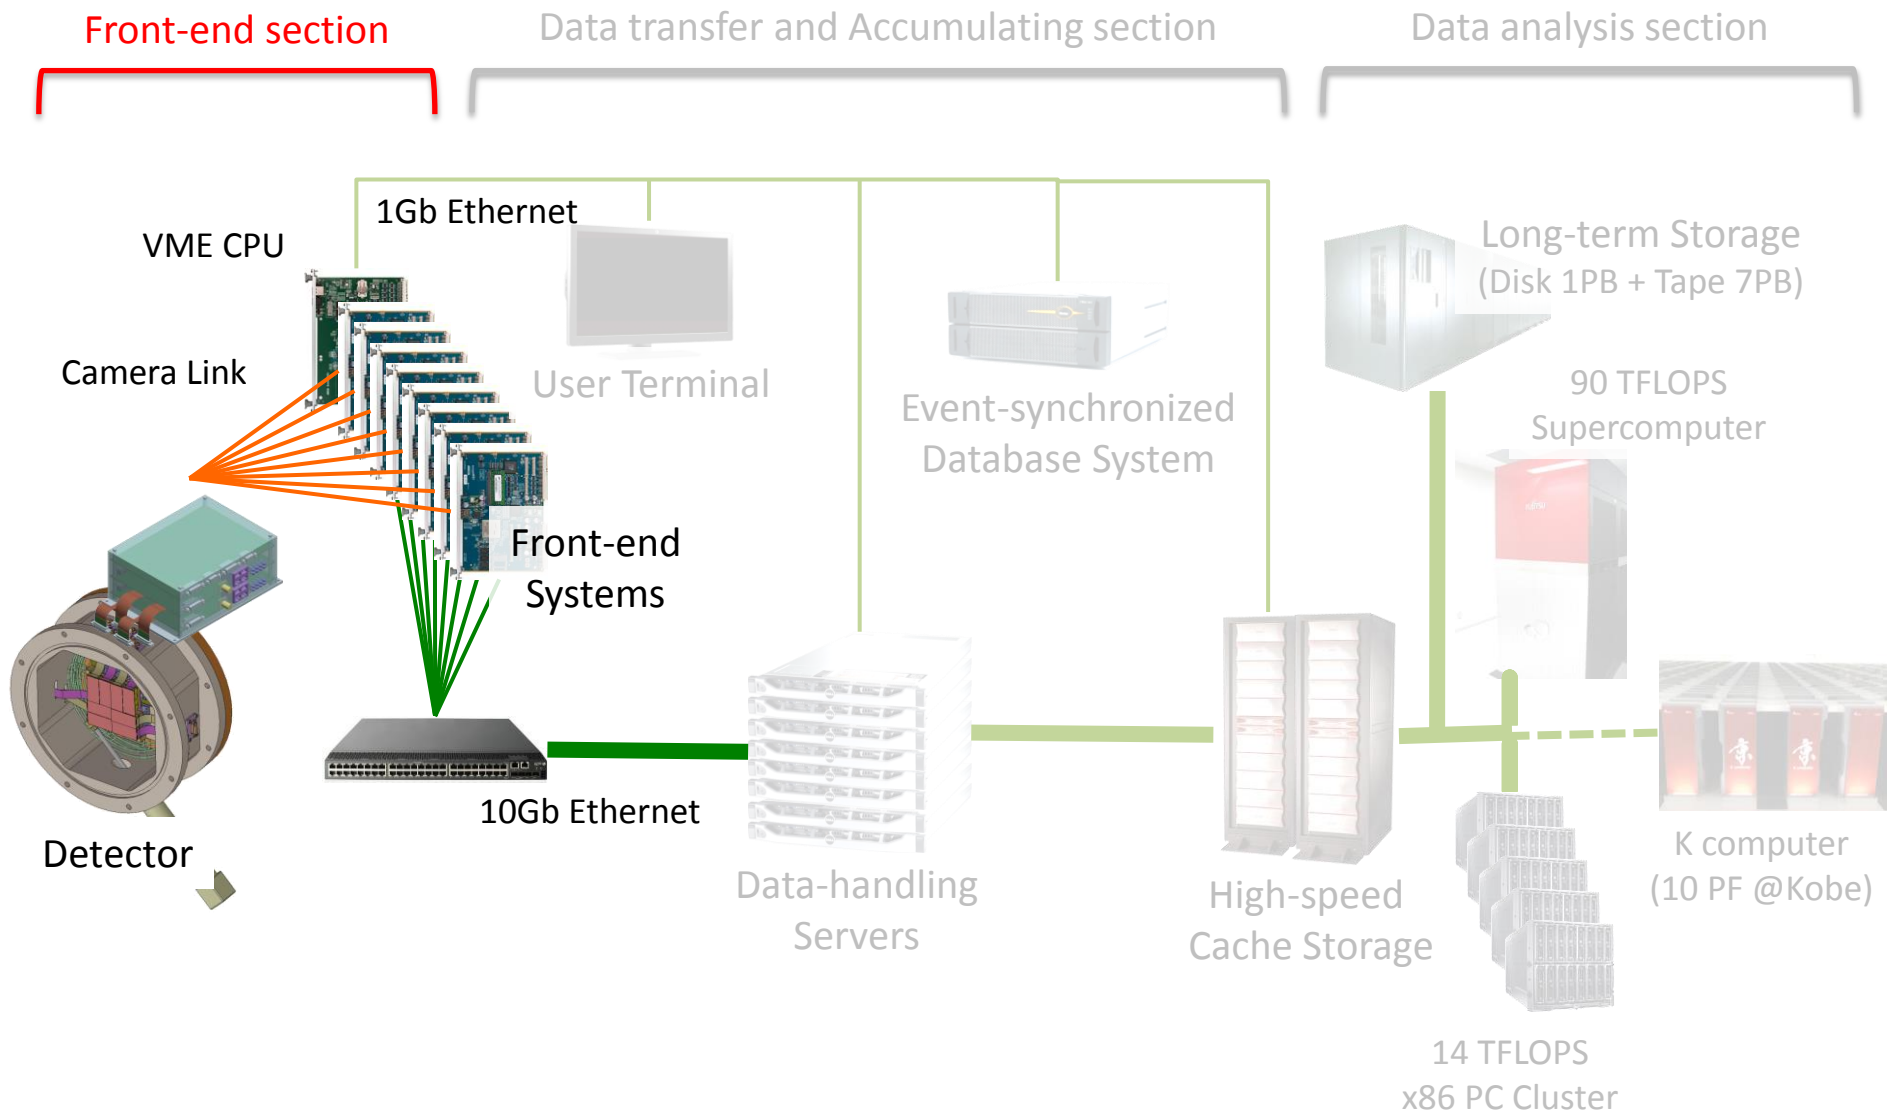 Front-end section
Data transfer and Accumulating section
Data analysis section
1Gb Ethernet
VME CPU
Camera Link
Front-end
Systems
Detector
10Gb Ethernet
User Terminal
Event-synchronized
Database System
Data-handling
Servers
High-speed
Cache Storage
Long-term Storage
(Disk 1PB + Tape 7PB)
90 TFLOPS
Supercomputer
FUJITSU
K computer
(10 PF @Kobe)
14 TFLOPS
x86 PC Cluster